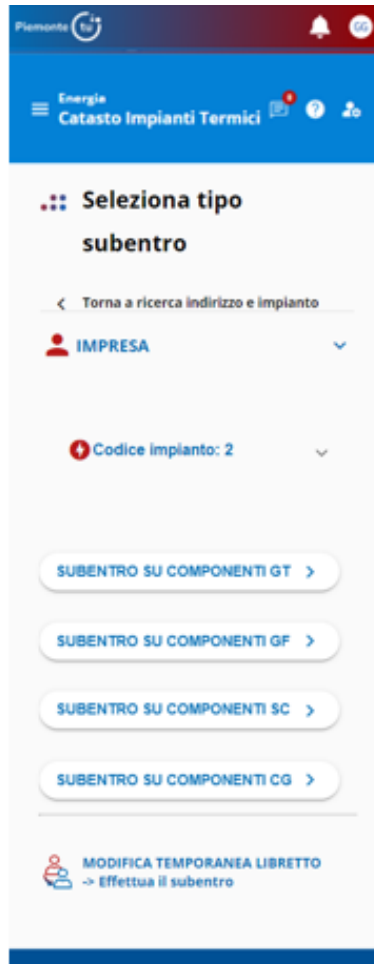 Piemonte tu
GG
Energia
Catasto Impianti Termici
Seleziona tipo
subentro
Torna a ricerca indirizzo e impianto
IMPRESA
Codice impianto: 2
SUBENTRO SU COMPONENTI GT
SUBENTRO SU COMPONENTI GF
SUBENTRO SU COMPONENTI SC
SUBENTRO SU COMPONENTI CG
MODIFICA TEMPORANEA LIBRETTO
-> Effettua il subentro